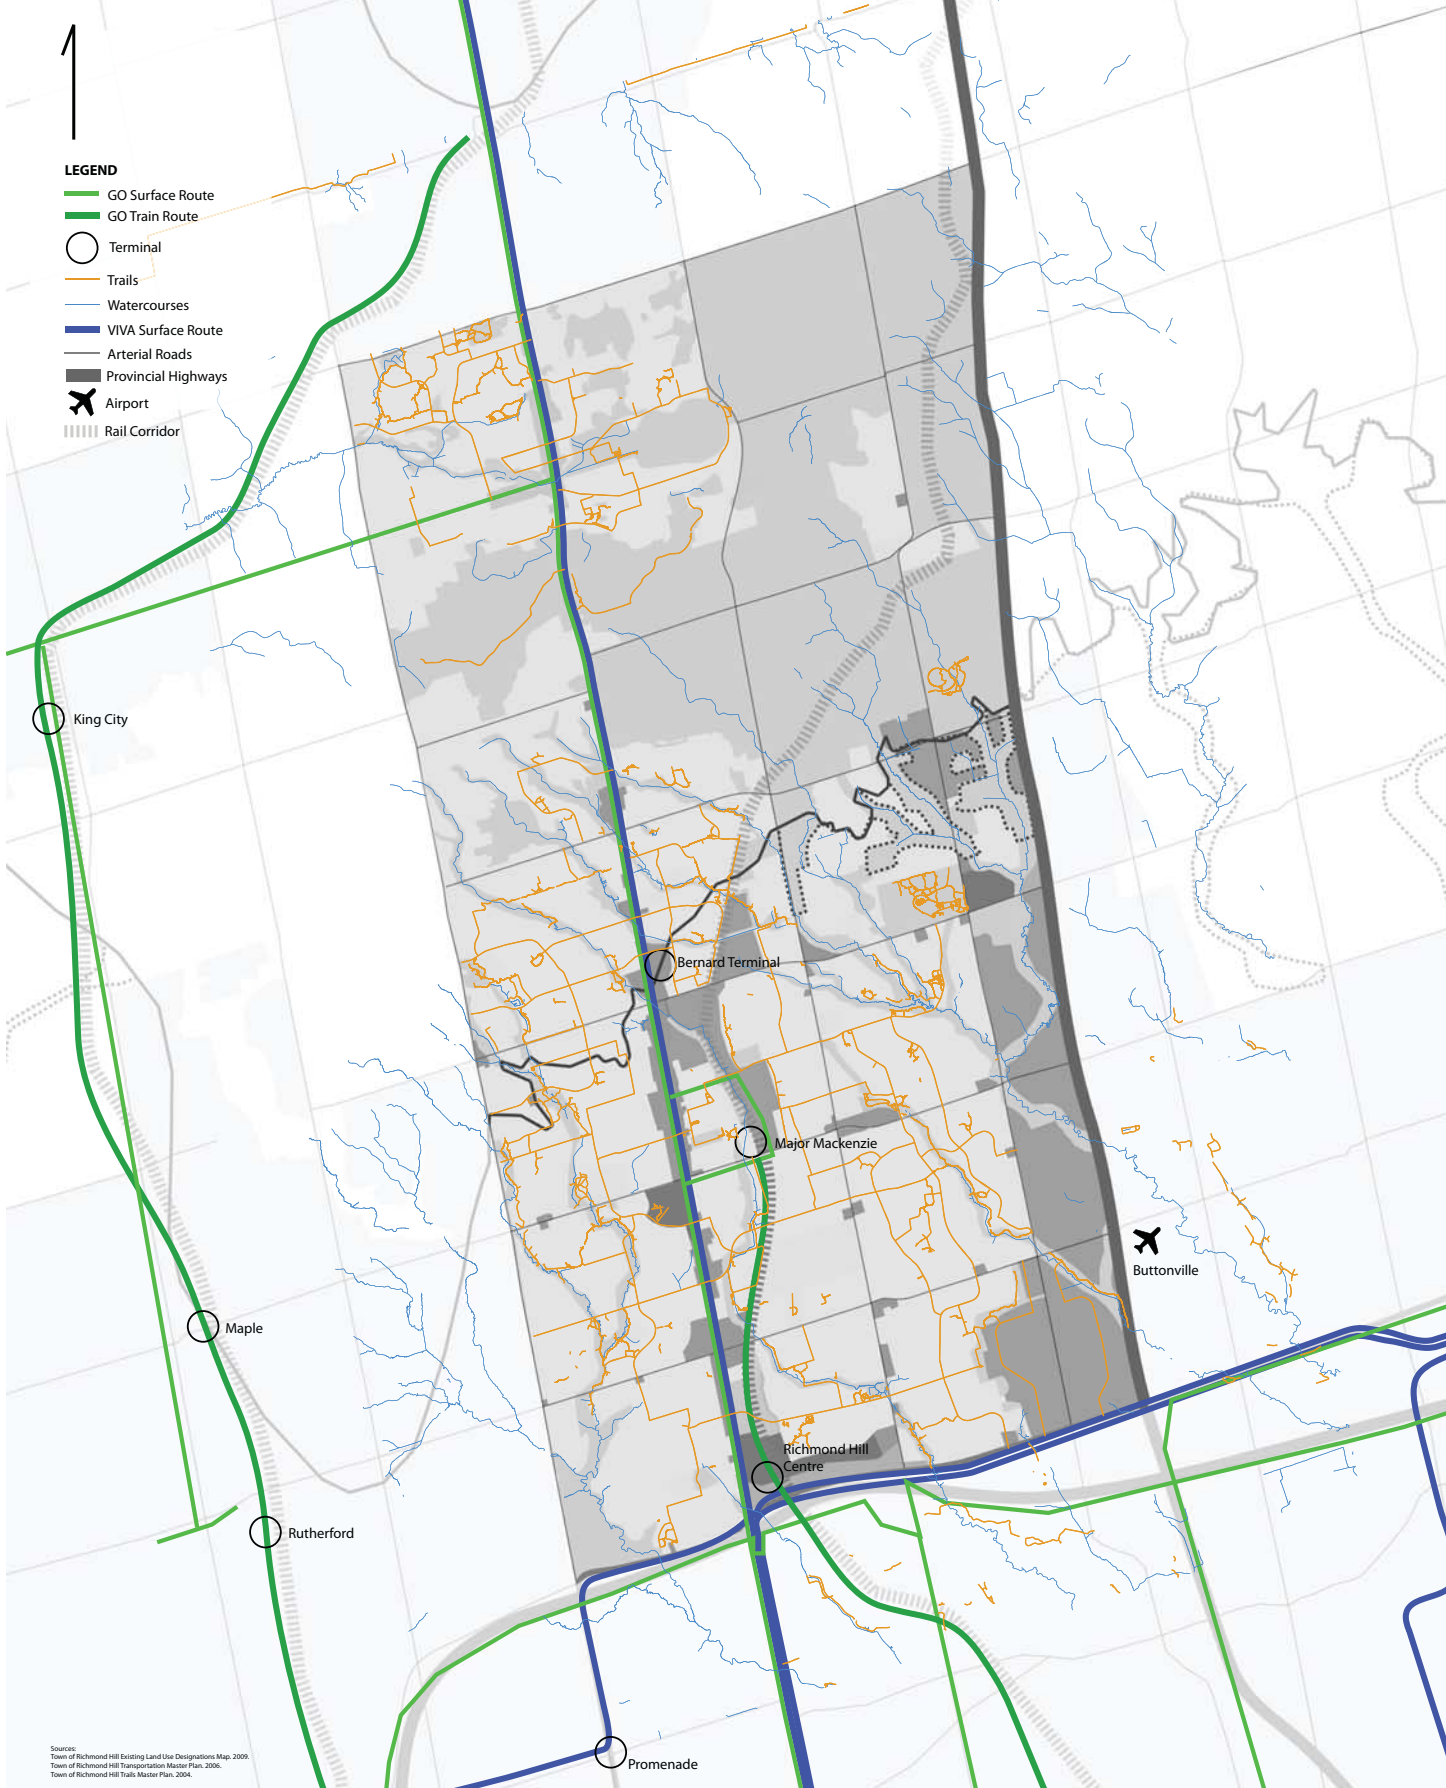 LEGEND
GO Surface Route
GO Train Route
Terminal
Trails
Watercourses
VIVA Surface Route
Arterial Roads
Provincial Highways
Airport
Rail Corridor
King City
Bernard Terminal
Major Mackenzie
Buttonville
Maple
Richmond Hill
Centre
Rutherford
Promenade
Sources:
Town of Richmond Hill Existing Land Use Designations Map. 2009.
Town of Richmond Hill Transportation Master Plan. 2006.
Town of Richmond Hill Trails Master Plan. 2004.